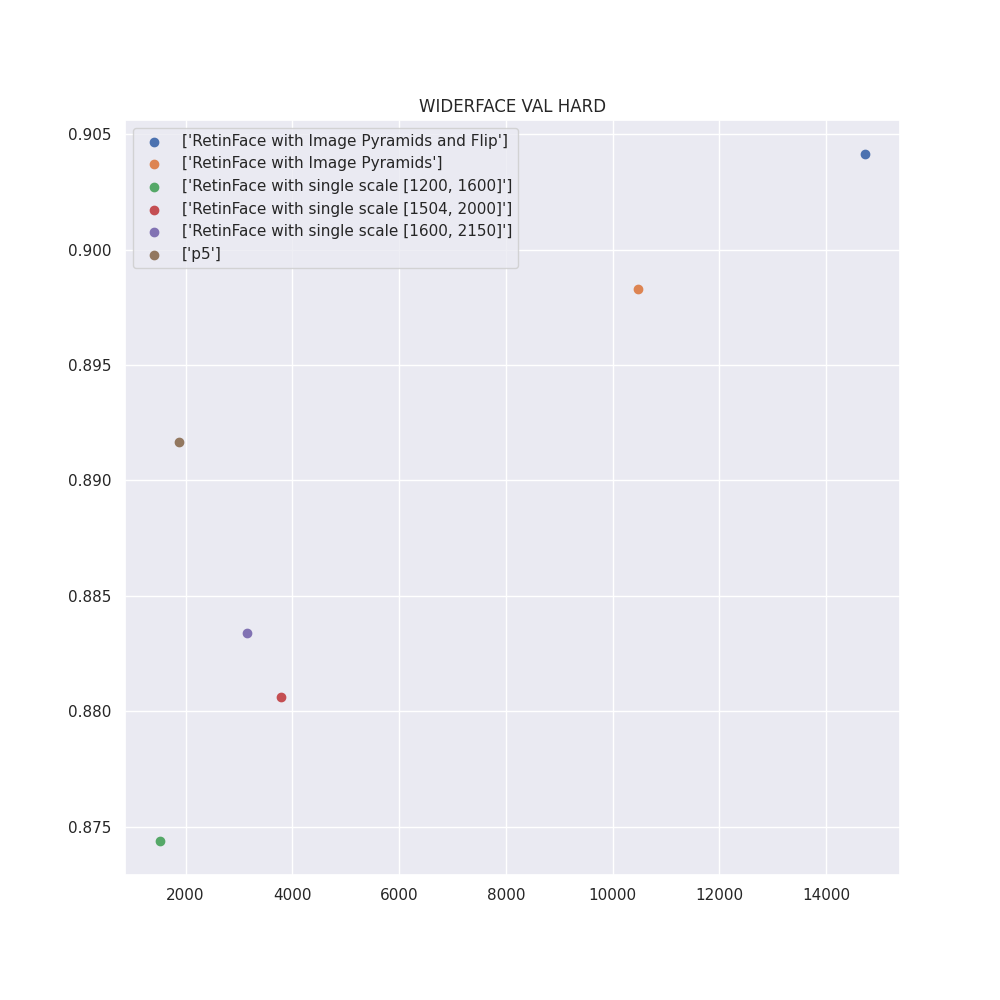 WIDERFACE VAL HARD
0.905
0.900
0.895
0.890
0.885
0.880
0.875
['RetinFace with Image Pyramids and Flip']
['RetinFace with Image Pyramids']
['RetinFace with single scale [1200, 1600]']
['RetinFace with single scale [1504, 2000]']
['RetinFace with single scale [1600, 2150]']
['p5']
2000 4000 6000 8000 10000 12000 14000